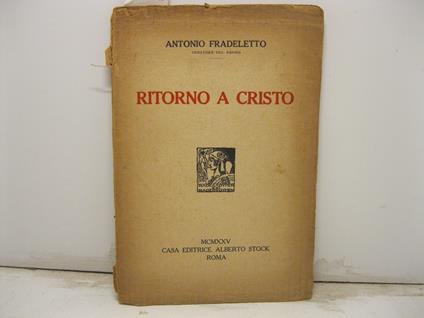 ANTONIO FRADELETTO
SENATORE DEL REGNO
RITORNO A CRISTO
MCMXXV
CASA EDITRICE ALBERTO STOCK
ROMA